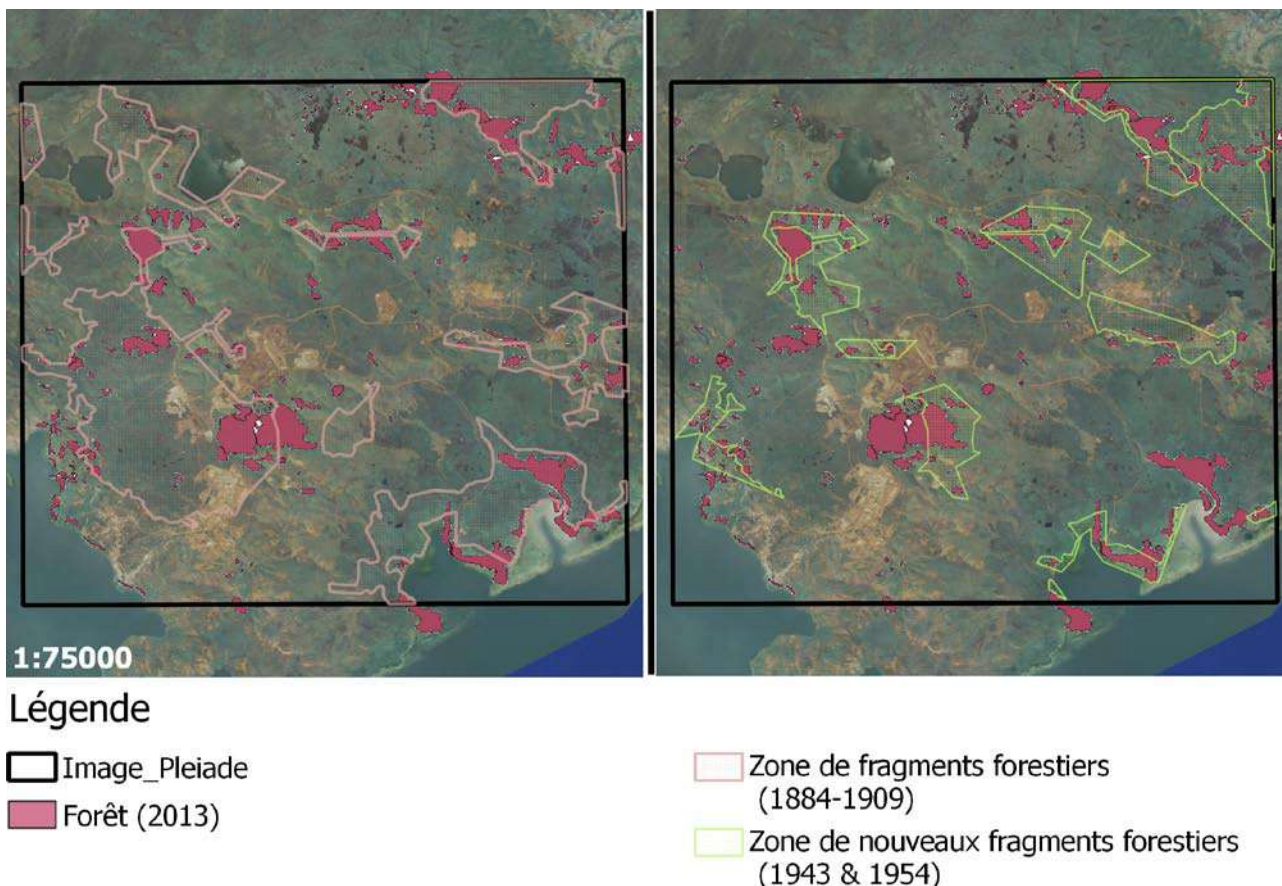 1:75000
Légende
Image_Pleiade
Forêt (2013)
Zone de fragments forestiers
(1884-1909)
Zone de nouveaux fragments forestiers
(1943 & 1954)